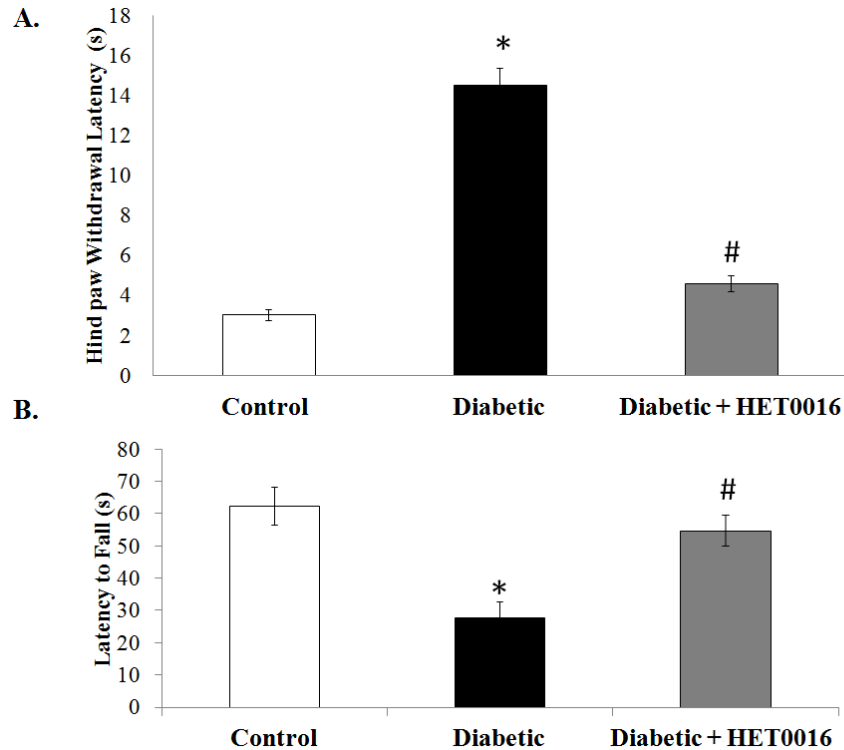 A.
Hind paw Withdrawal Latency (s)
18
16
14
12
10
8
6
4
2
0
*
#
Control
Diabetic
Diabetic + HET0016
B.
Latency to Fall (s)
80
70
60
50
40
30
20
10
0
*
#
Control
Diabetic
Diabetic + HET0016